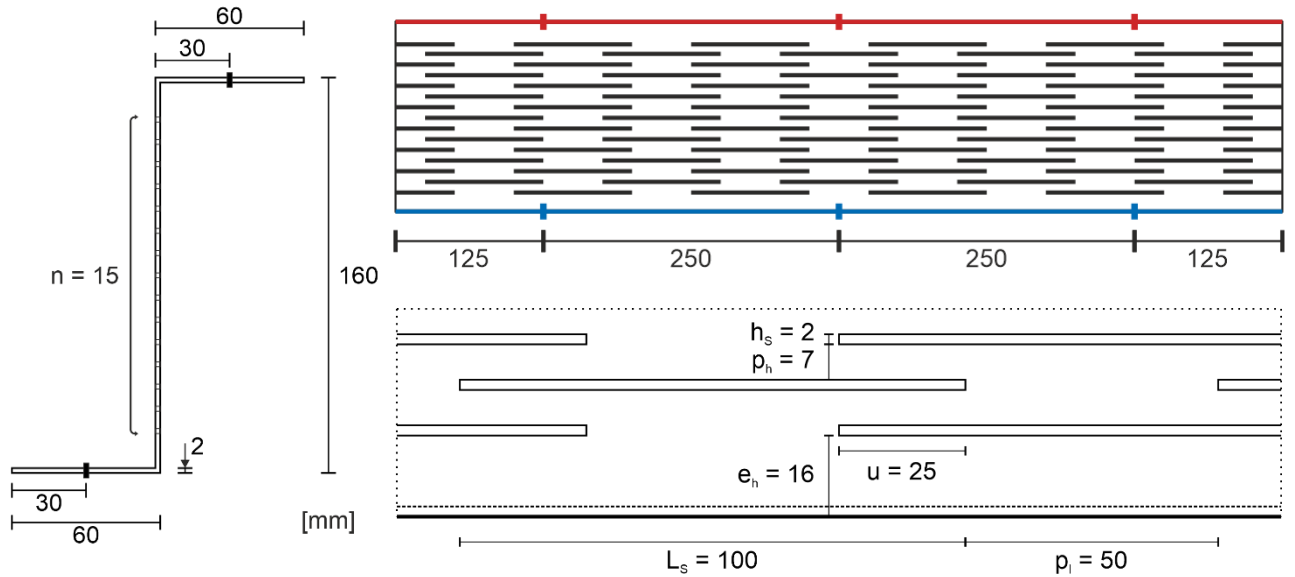 60
30
n = 15
160
2
30
60
[mm]
125
250
250
125
hₛ = 2
pₕ = 7
eₕ = 16
u = 25
Lₛ = 100
pₗ = 50